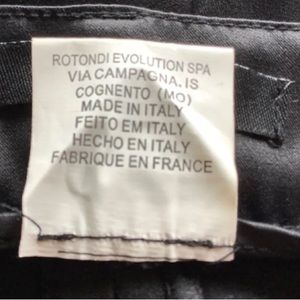 ROTONDI EVOLUTION SPA
VIA CAMPAGNA.IS
COGNENTO (MO)
MADE IN ITALY
FEITO EM ITALY
HECHO EN ITALY
FABRIQUE EN FRANCE